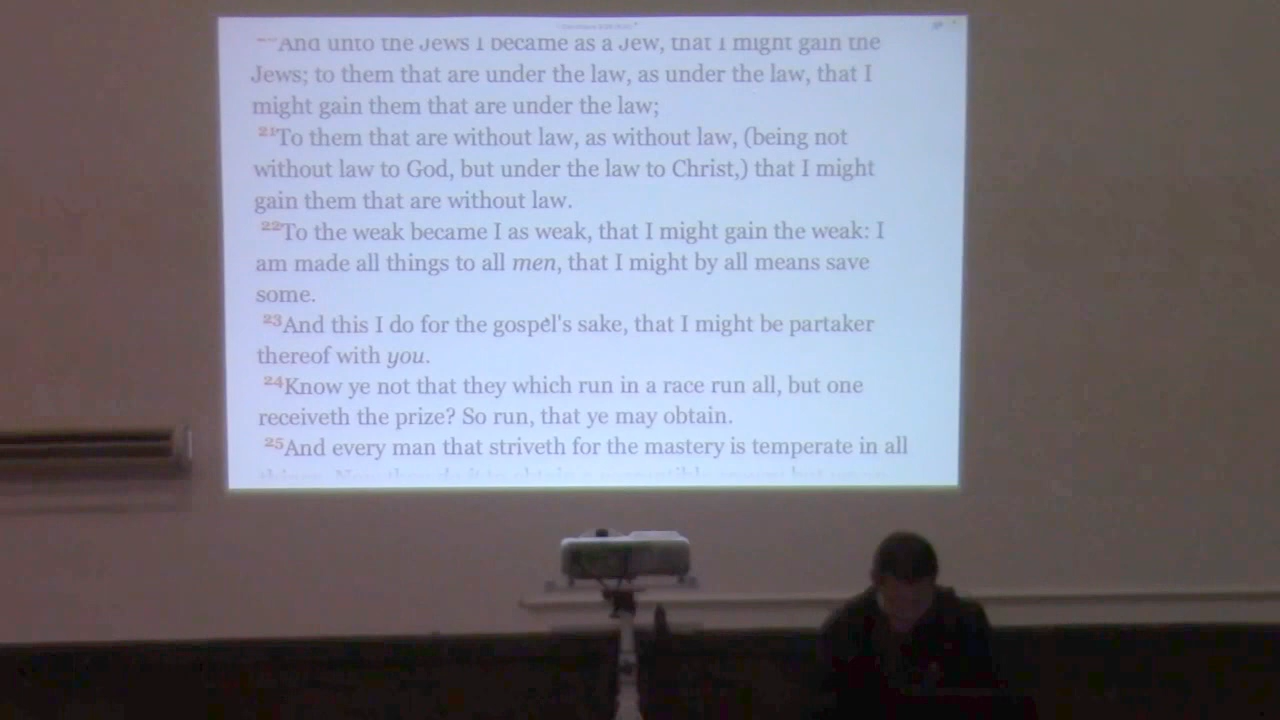 And unto the Jews I became as a Jew, that I might gain the
Jews; to them that are under the law, as under the law, that I
might gain them that are under the law;
21To them that are without law, as without law, (being not
without law to God, but under the law to Christ,) that I might
gain them that are without law.
22To the weak became I as weak, that I might gain the weak: I
am made all things to all men, that I might by all means save
some.
23And this I do for the gospel's sake, that I might be partaker
thereof with you.
24Know ye not that they which run in a race run all, but one
receiveth the prize? So run, that ye may obtain.
25And every man that striveth for the mastery is temperate in all